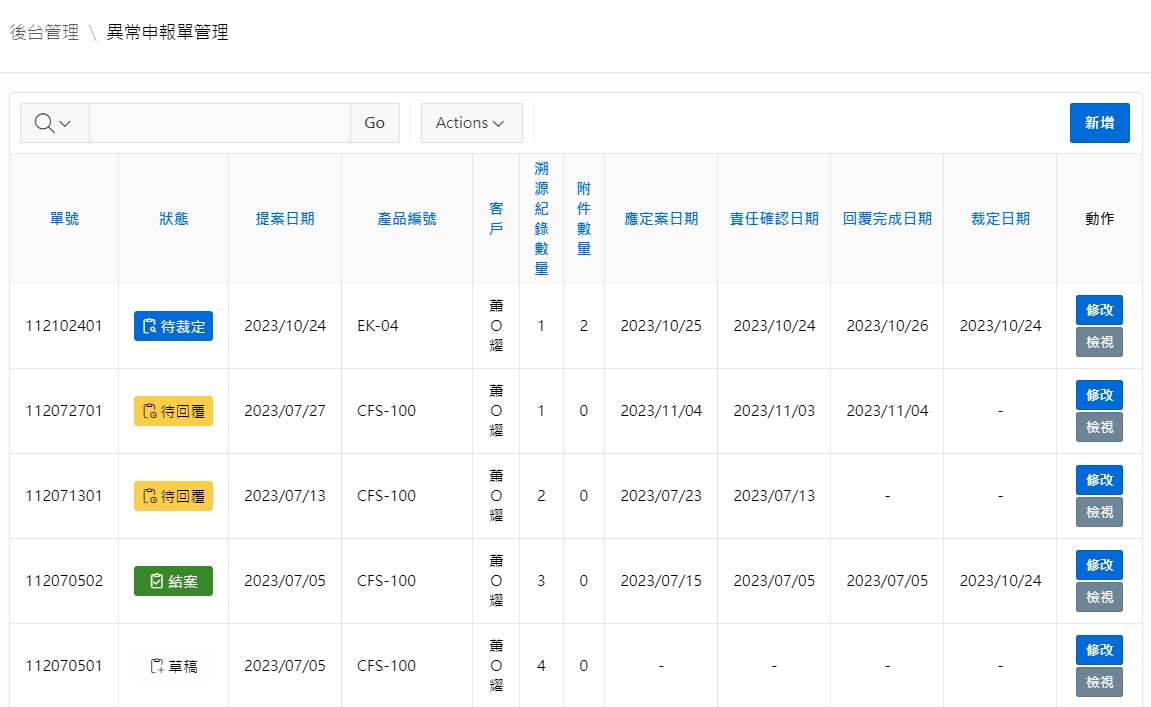 後台管理 \ 異常申報單管理
Go
Actions
新增
單號 狀態 提案日期 產品編號 客戶 溯源紀錄數量 附件數量 應定案日期 責任確認日期 回覆完成日期 裁定日期 動作
112102401 待裁定 2023/10/24 EK-04 蕭O耀 1 2 2023/10/25 2023/10/24 2023/10/26 2023/10/24 修改 檢視
112072701 待回覆 2023/07/27 CFS-100 蕭O耀 1 0 2023/11/04 2023/11/03 2023/11/04 - 修改 檢視
112071301 待回覆 2023/07/13 CFS-100 蕭O耀 2 0 2023/07/23 2023/07/13 - - 修改 檢視
112070502 結案 2023/07/05 CFS-100 蕭O耀 3 0 2023/07/15 2023/07/05 2023/07/05 2023/10/24 修改 檢視
112070501 草稿 2023/07/05 CFS-100 蕭O耀 4 0 - - - - 修改 檢視